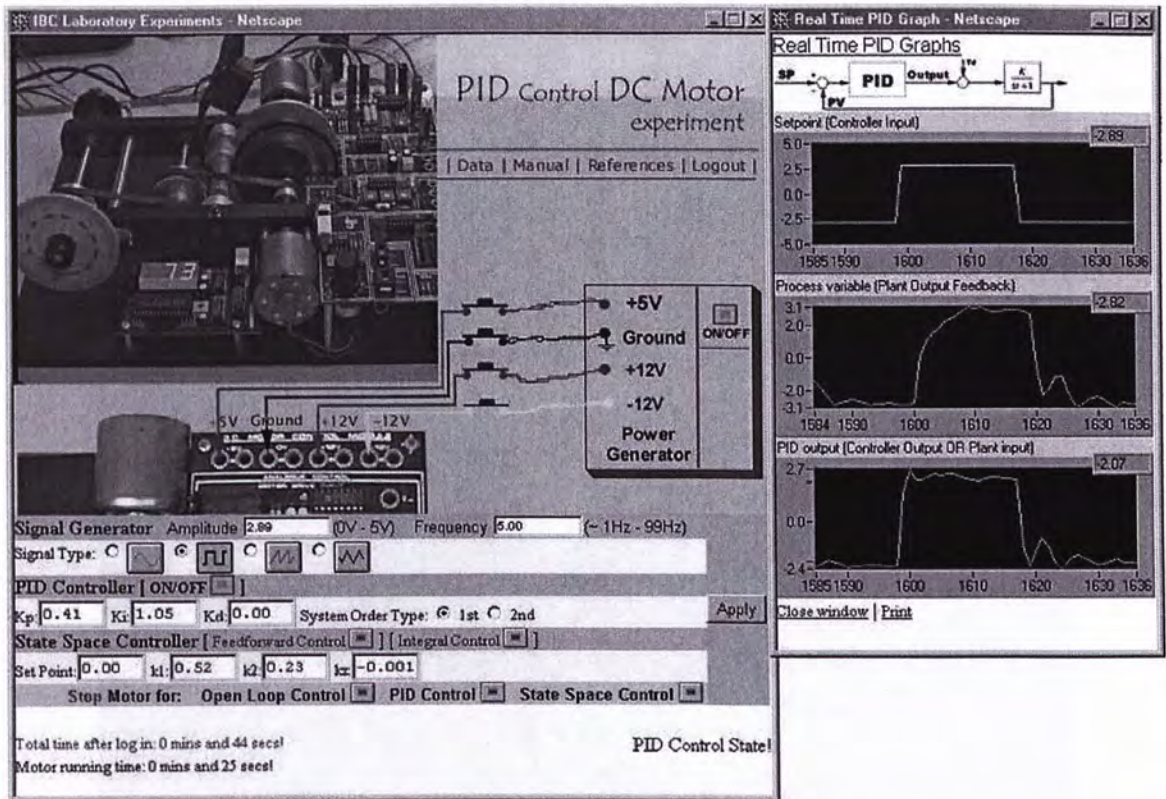 IBC Laboratory Experiments - Netscape
PID Control DC Motor
experiment
| Data | Manual | References | Logout |
73
+5V
Ground
+12V
-12V
Power
Generator
ON/OFF
+5V Ground +12V -12V
Signal Generator Amplitude 2.89 (0V - 5V) Frequency 5.00 (~ 1Hz - 99Hz)
Signal Type:
PID Controller [ ON/OFF ]
Kp: 0.41 Ki: 1.05 Kd: 0.00 System Order Type: 1st 2nd
Apply
State Space Controller [ Feedforward Control ] [ Integral Control ]
Set Point: 0.00 k1: 0.52 k2: 0.23 -0.001
Stop Motor for: Open Loop Control PID Control State Space Control
Total time after log in: 0 mins and 44 secs!
Motor running time: 0 mins and 25 secs!
PID Control State!
Real Time PID Graph - Netscape
Real Time PID Graphs
SP PID Output
PV
Setpoint (Controller Input)
-2.89
5.0
2.5
0.0
-2.5
-5.0
1585 1590 1600 1610 1620 1630 1636
Process variable (Plant Output Feedback)
-2.82
3.1
2.0
0.0
-2.0
-3.1
1584 1590 1600 1610 1620 1630 1636
PID output (Controller Output OR Plant input)
-2.07
2.7
0.0
-2.4
1585 1590 1600 1610 1620 1630 1636
Close window | Print